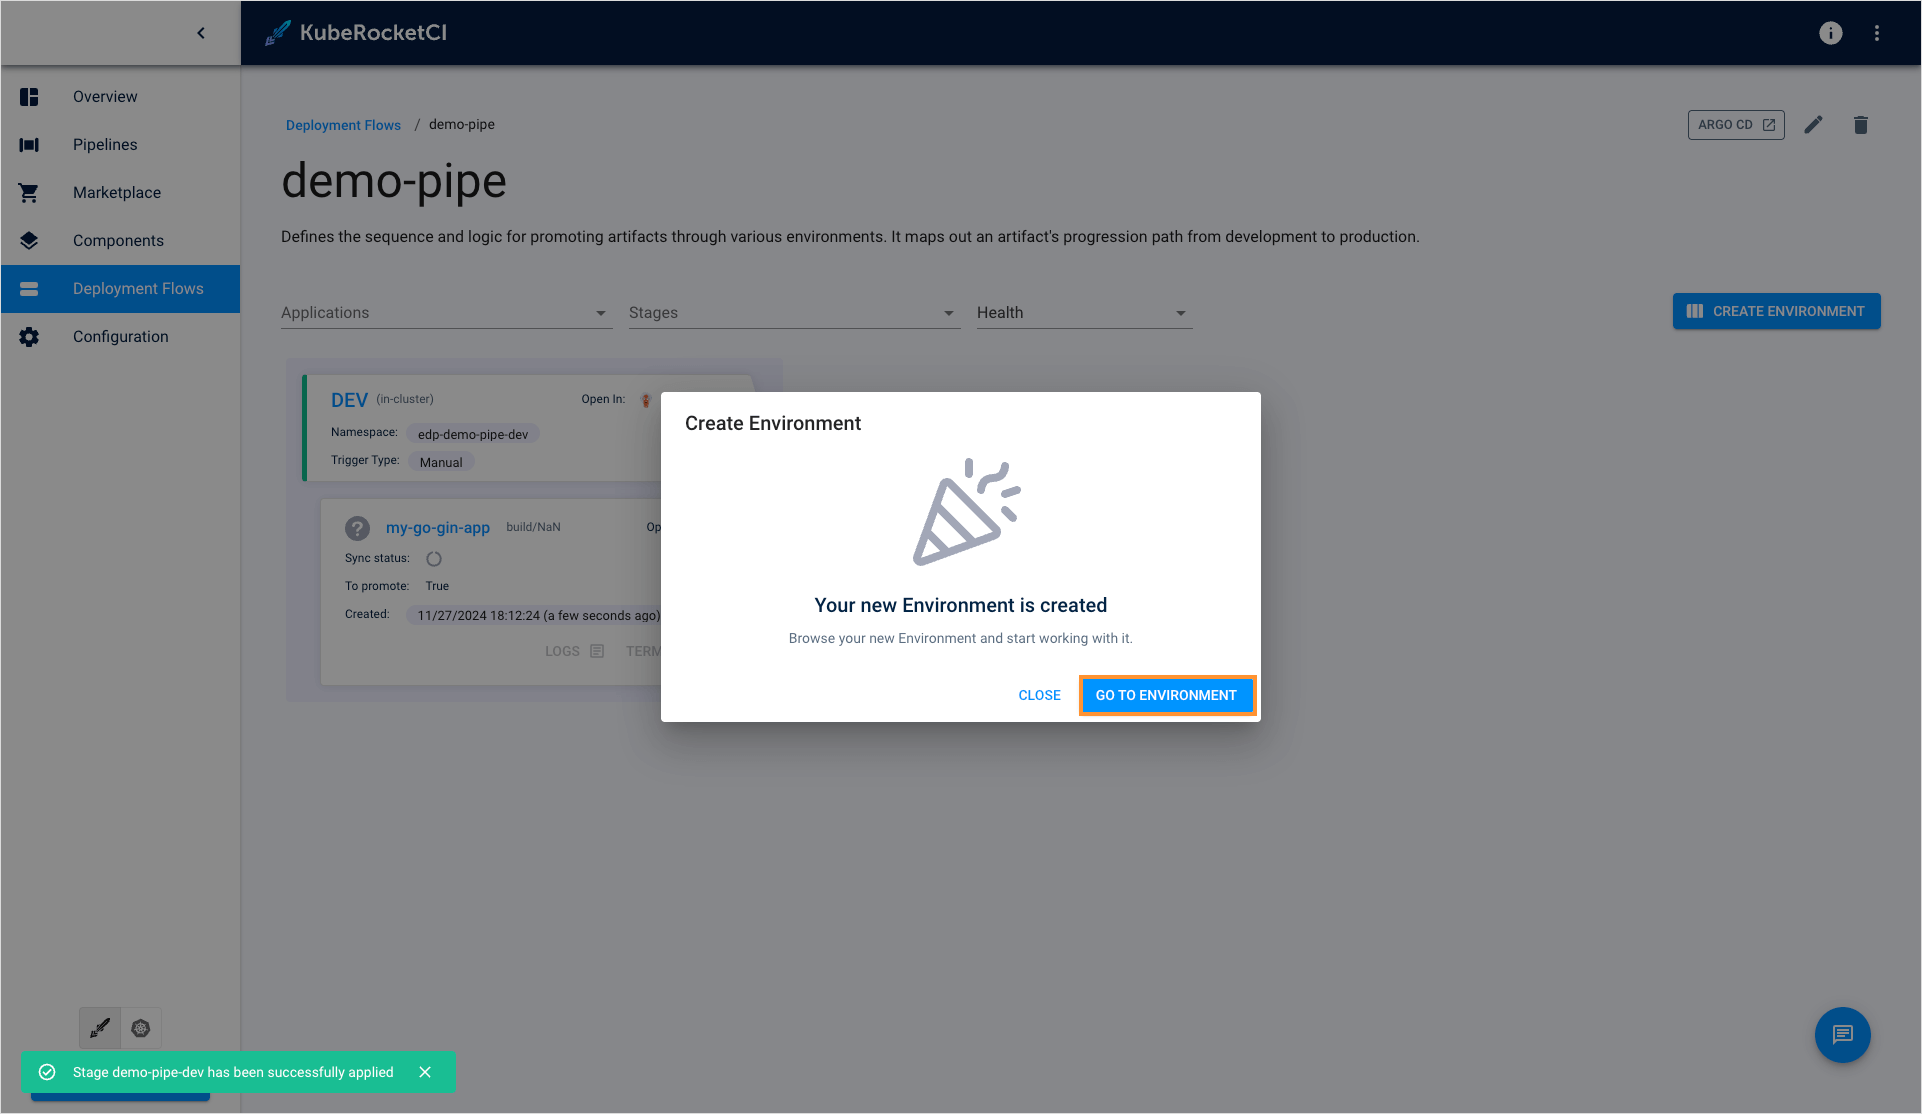 KubeRocketCI
Overview
Pipelines
Marketplace
Components
Deployment Flows
Configuration
Deployment Flows / demo-pipe
ARGO CD
demo-pipe
Defines the sequence and logic for promoting artifacts through various environments. It maps out an artifact's progression path from development to production.
Applications
Stages
Health
CREATE ENVIRONMENT
DEV (in-cluster)
Open In:
Namespace: edp-demo-pipe-dev
Trigger Type: Manual
my-go-gin-app build/NaN
Op
Sync status:
To promote: True
Created: 11/27/2024 18:12:24 (a few seconds ago)
LOGS
TERM
Create Environment
Your new Environment is created
Browse your new Environment and start working with it.
CLOSE
GO TO ENVIRONMENT
Stage demo-pipe-dev has been successfully applied